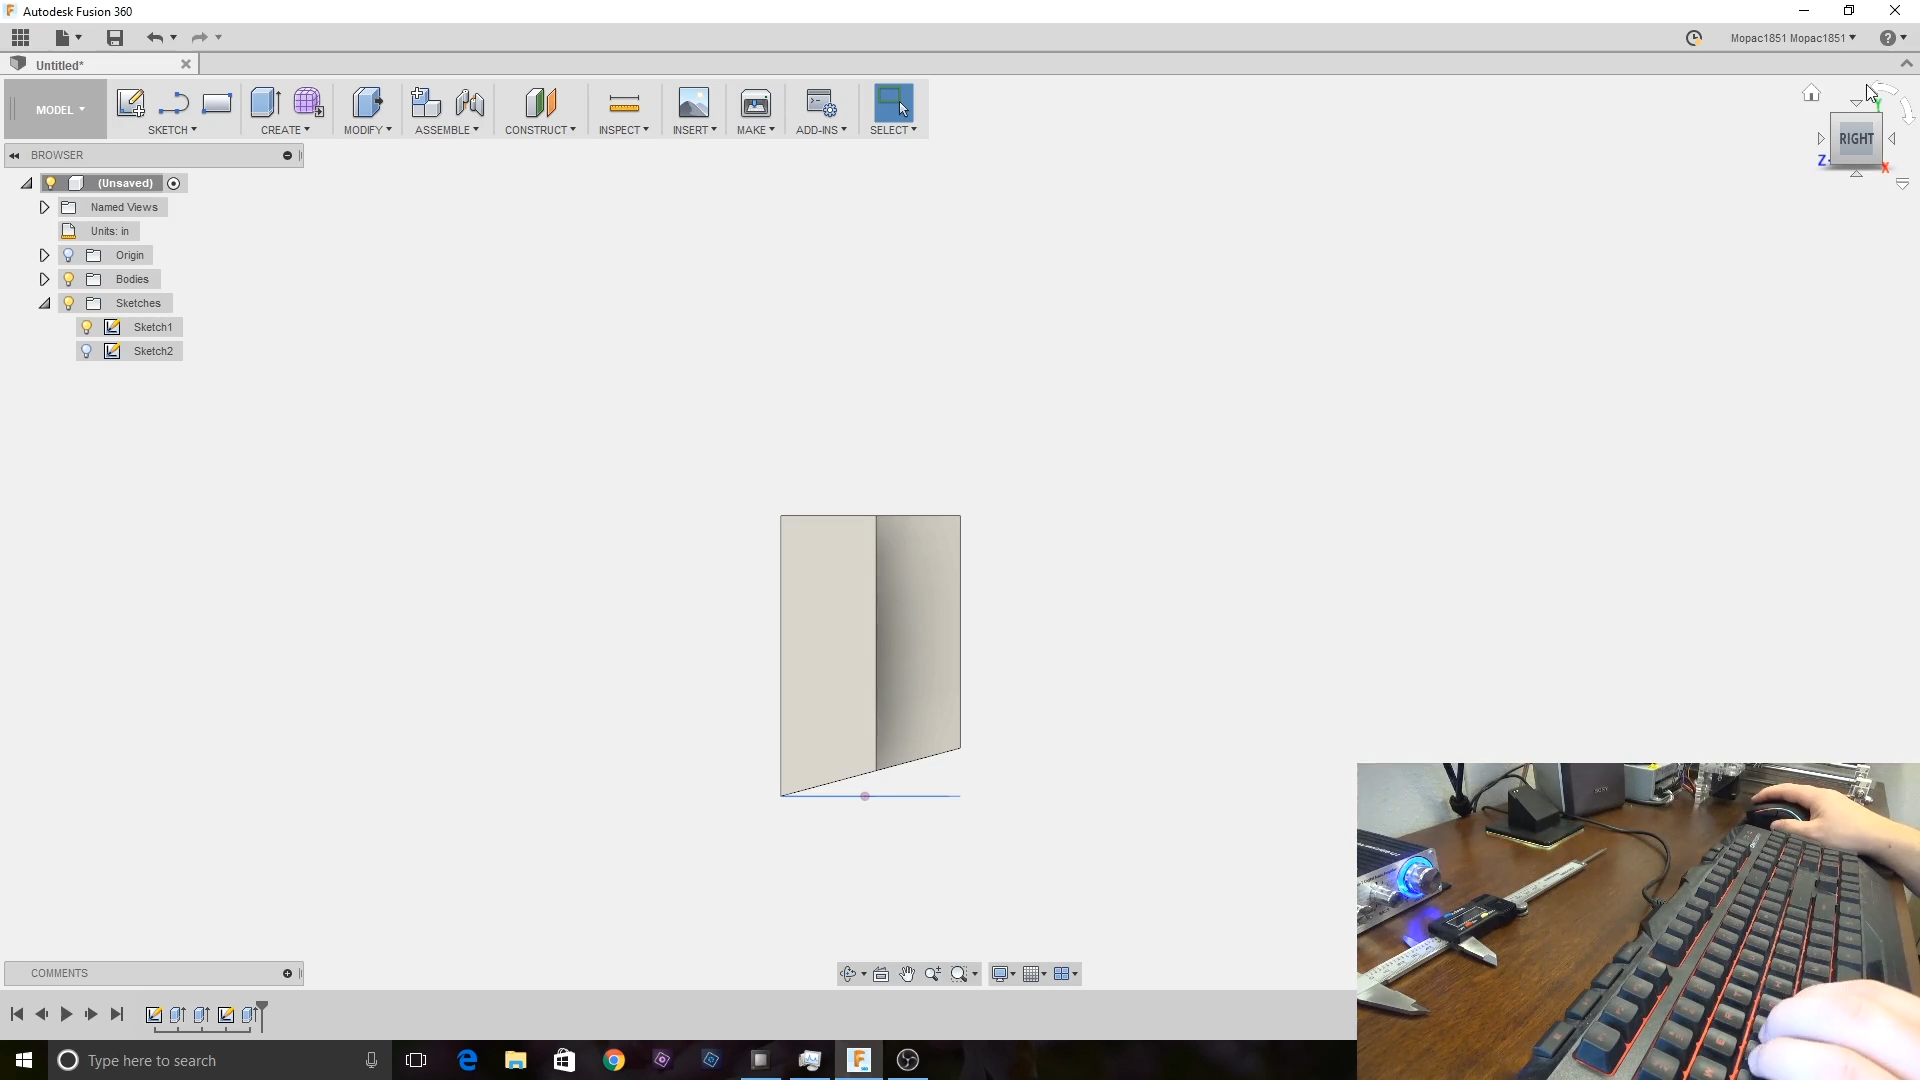 Autodesk Fusion 360
Mopac1851 Mopac1851
Untitled*
MODEL
SKETCH
CREATE
MODIFY
ASSEMBLE
CONSTRUCT
INSPECT
INSERT
MAKE
ADD-INS
SELECT
Y
RIGHT
Z
X
BROWSER
(Unsaved)
Named Views
Units: in
Origin
Bodies
Sketches
Sketch1
Sketch2
SONY
COMMENTS
Type here to search